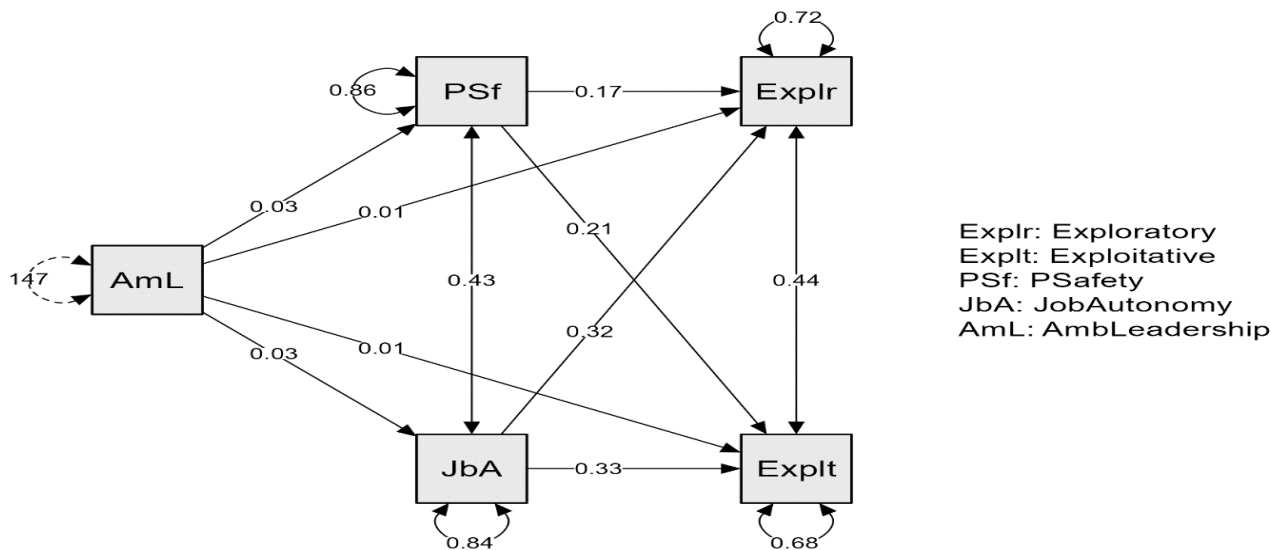 0.72
0.86
PSf
0.17
Explr
0.03
0.01
0.21
147
AmL
0.43
0.44
0.32
0.03
0.01
JbA
0.33
Explt
0.84
0.68
Explr: Exploratory
Explt: Exploitative
PSf: PSafety
JbA: JobAutonomy
AmL: AmbLeadership